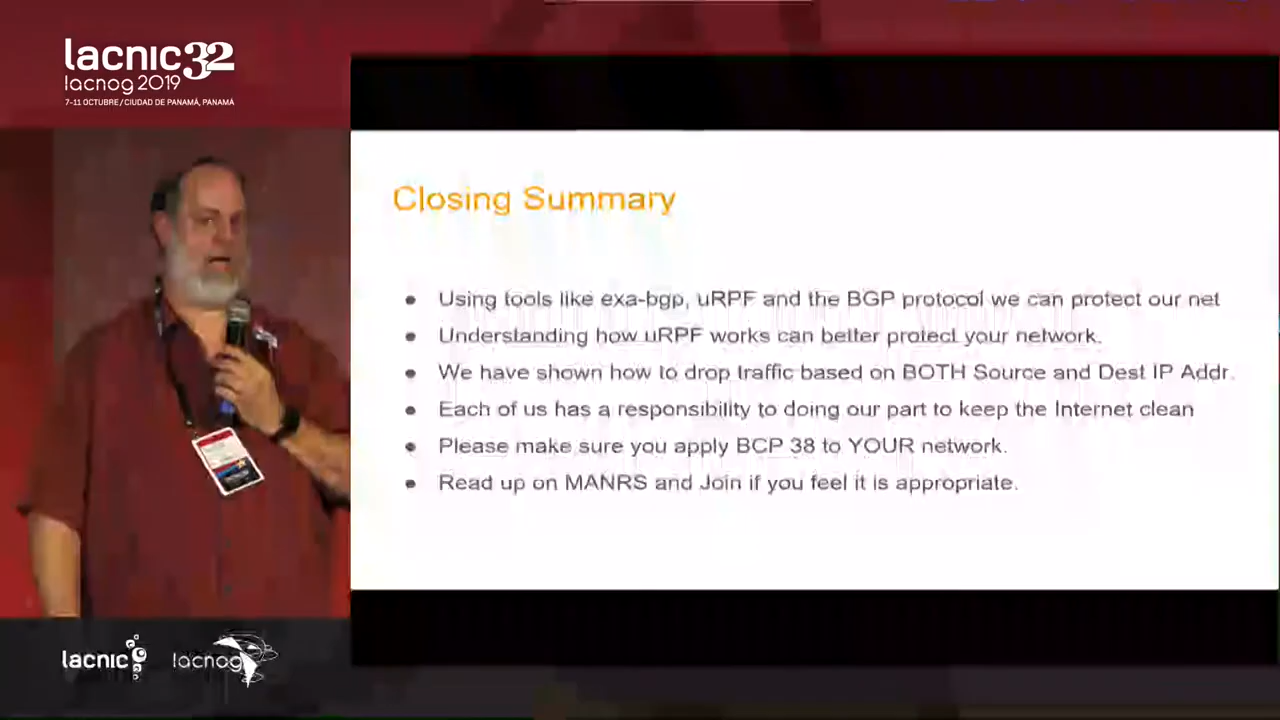 lacnic 32
lacnog 2019
7-11 OCTUBRE / CIUDAD DE PANAMÁ, PANAMÁ
Closing Summary
Using tools like exa-bgp, uRPF and the BGP protocol we can protect our net
Understanding how uRPF works can better protect your network.
We have shown how to drop traffic based on BOTH Source and Dest IP Addr.
Each of us has a responsibility to doing our part to keep the Internet clean
Please make sure you apply BCP 38 to YOUR network.
Read up on MANRS and Join if you feel it is appropriate.
lacnic lacnog